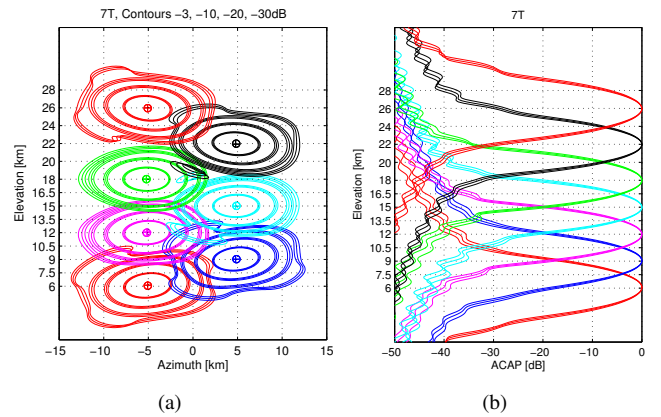 7T, Contours −3, −10, −20, −30dB
28
26
24
22
20
18
16.5
15
13.5
12
10.5
9
7.5
6
Elevation [km]
−15 −10 −5 0 5 10 15
Azimuth [km]
(a)
7T
28
26
24
22
20
18
16.5
15
13.5
12
10.5
9
7.5
6
Elevation [km]
−50 −40 −30 −20 −10 0
ACAP [dB]
(b)